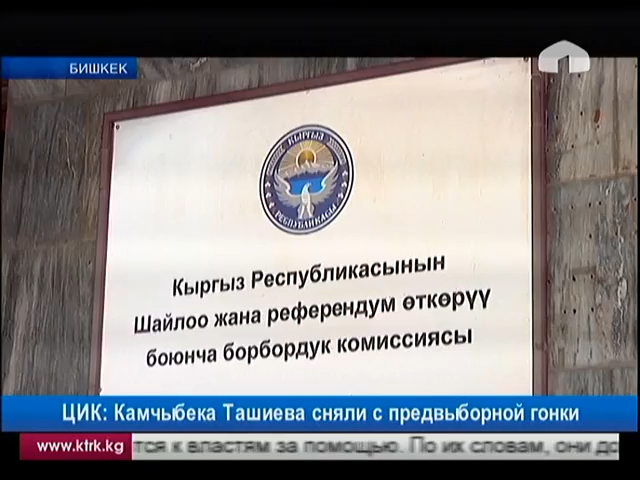 БИШКЕК
КЫРГЫЗ
РЕСПУБЛИКАСЫ
Кыргыз Республикасынын
Шайлоо жана референдум өткөрүү
боюнча борбордук комиссиясы
ЦИК: Камчыбека Ташиева сняли с предвыборной гонки
www.ktrk.kg
к властям за помощью. По их словам, они